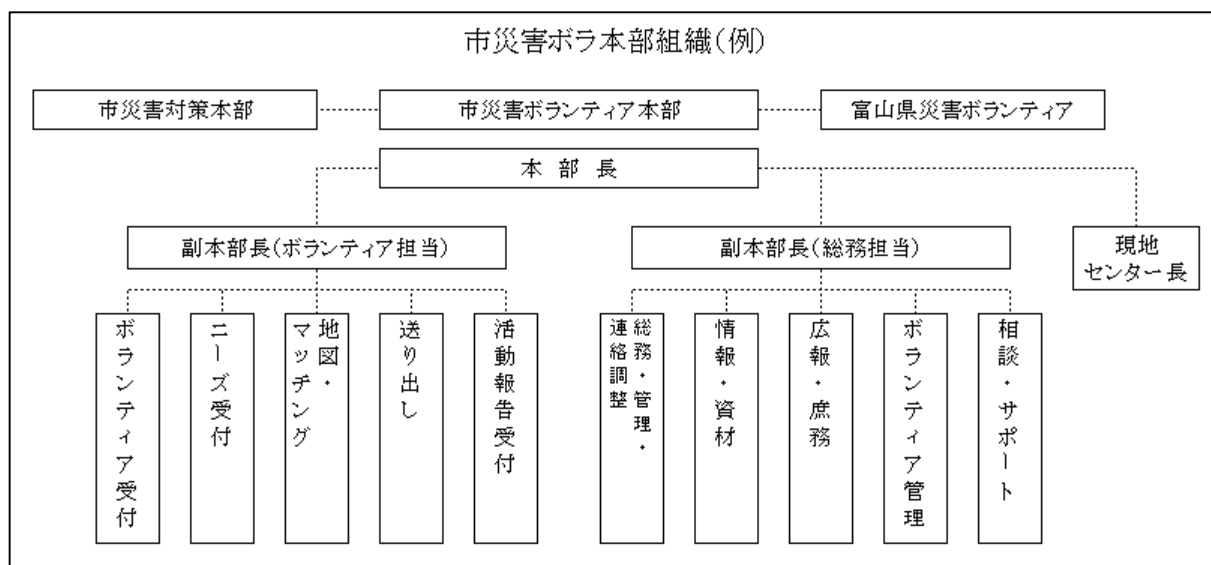 市災害ボラ本部組織(例)
市災害対策本部
市災害ボランティア本部
富山県災害ボランティア
本部長
副本部長(ボランティア担当)
副本部長(総務担当)
現地
センター長
ボランティア受付
ニーズ受付
地図・
マッチング
送り出し
活動報告受付
総務・管理・
連絡調整
情報・資材
広報・庶務
ボランティア管理
相談・サポート